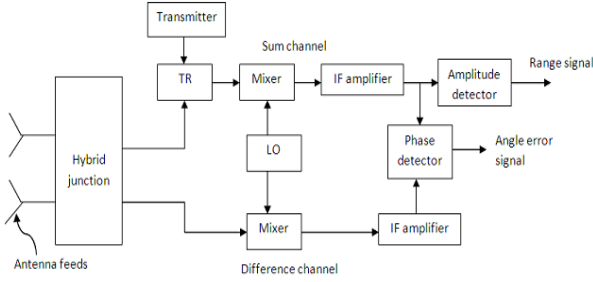 Transmitter
Sum channel
Range signal
TR
Mixer
IF amplifier
Amplitude
detector
Hybrid
junction
LO
Phase
detector
Angle error
signal
Mixer
IF amplifier
Antenna feeds
Difference channel